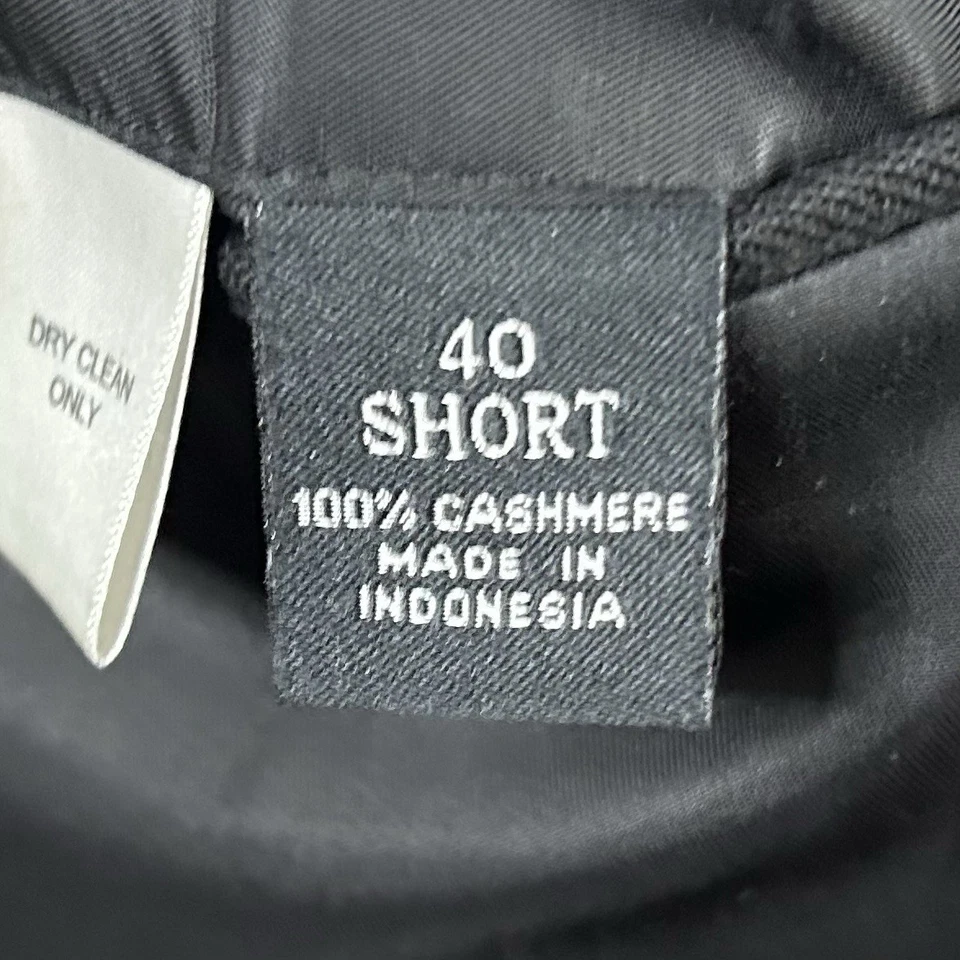 DRY CLEAN
ONLY
40
SHORT
100% CASHMERE
MADE IN
INDONESIA